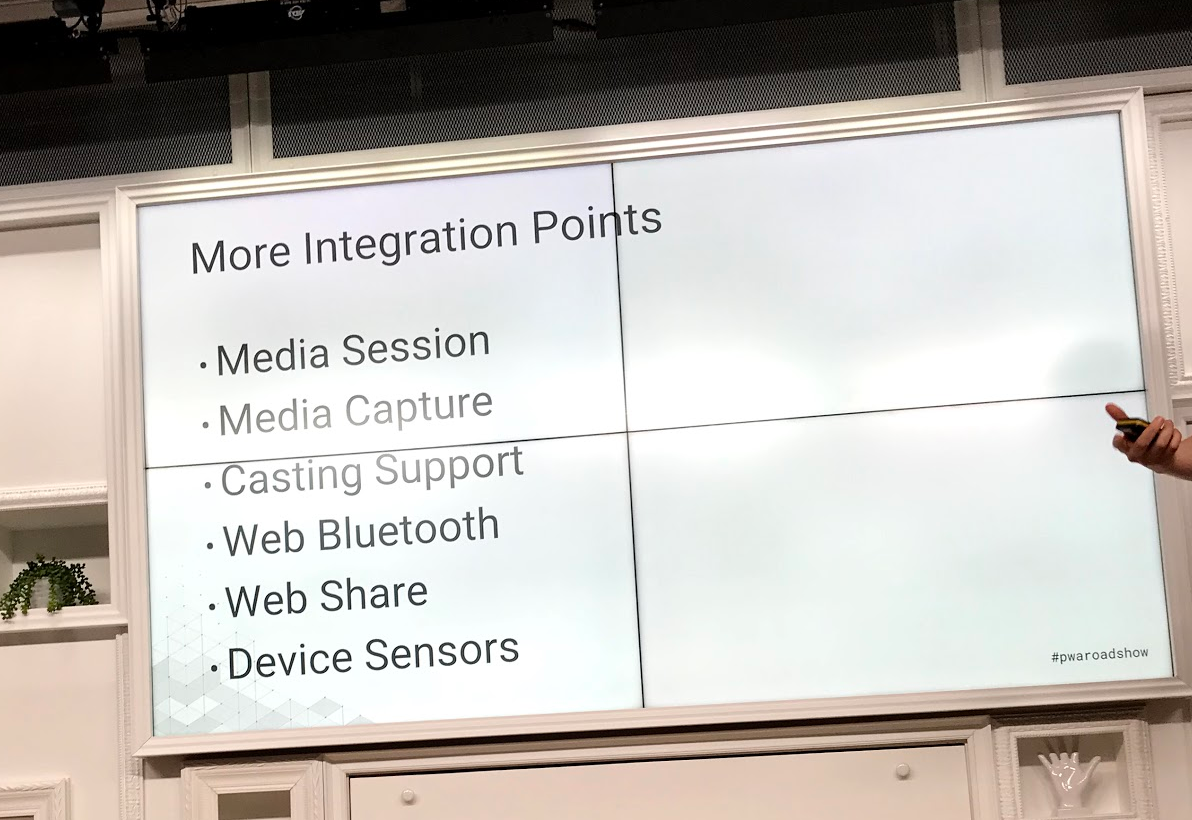 More Integration Points
· Media Session
· Media Capture
· Casting Support
· Web Bluetooth
· Web Share
· Device Sensors
#pwaroadshow